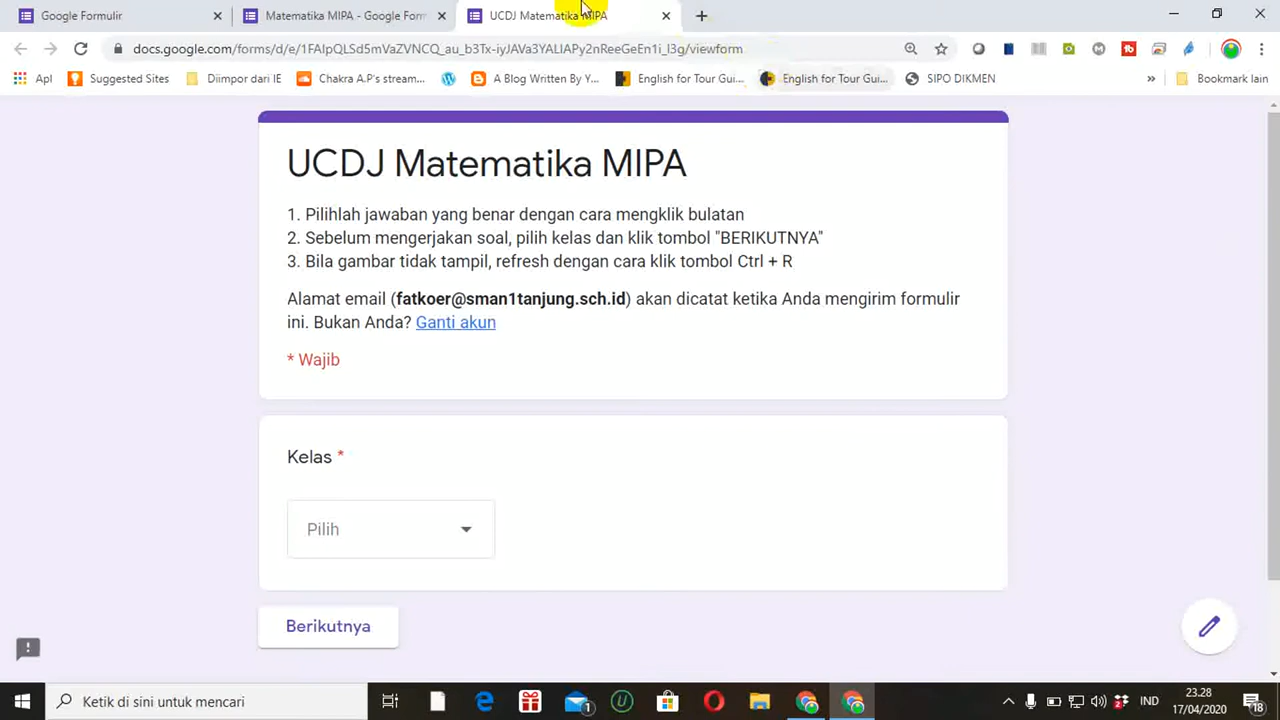 Google Formulir
Matematika MIPA - Google Form
UCDJ Matematika MIPA
docs.google.com/forms/d/e/1FAIpQLSd5mVaZVNCQ_au_b3Tx-iyJAVa3YALIAPy2nReeGeEn1i_l3g/viewform
Apl
Suggested Sites
Diimpor dari IE
Chakra A.P's stream...
A Blog Written By Y...
English for Tour Gui...
English for Tour Gui...
SIPO DIKMEN
»
Bookmark lain
UCDJ Matematika MIPA
1. Pilihlah jawaban yang benar dengan cara mengklik bulatan
2. Sebelum mengerjakan soal, pilih kelas dan klik tombol "BERIKUTNYA"
3. Bila gambar tidak tampil, refresh dengan cara klik tombol Ctrl + R
Alamat email (fatkoer@sman1tanjung.sch.id) akan dicatat ketika Anda mengirim formulir
ini. Bukan Anda? Ganti akun
* Wajib
Kelas *
Pilih
Berikutnya
Ketik di sini untuk mencari
1
IND
23.28
17/04/2020
18